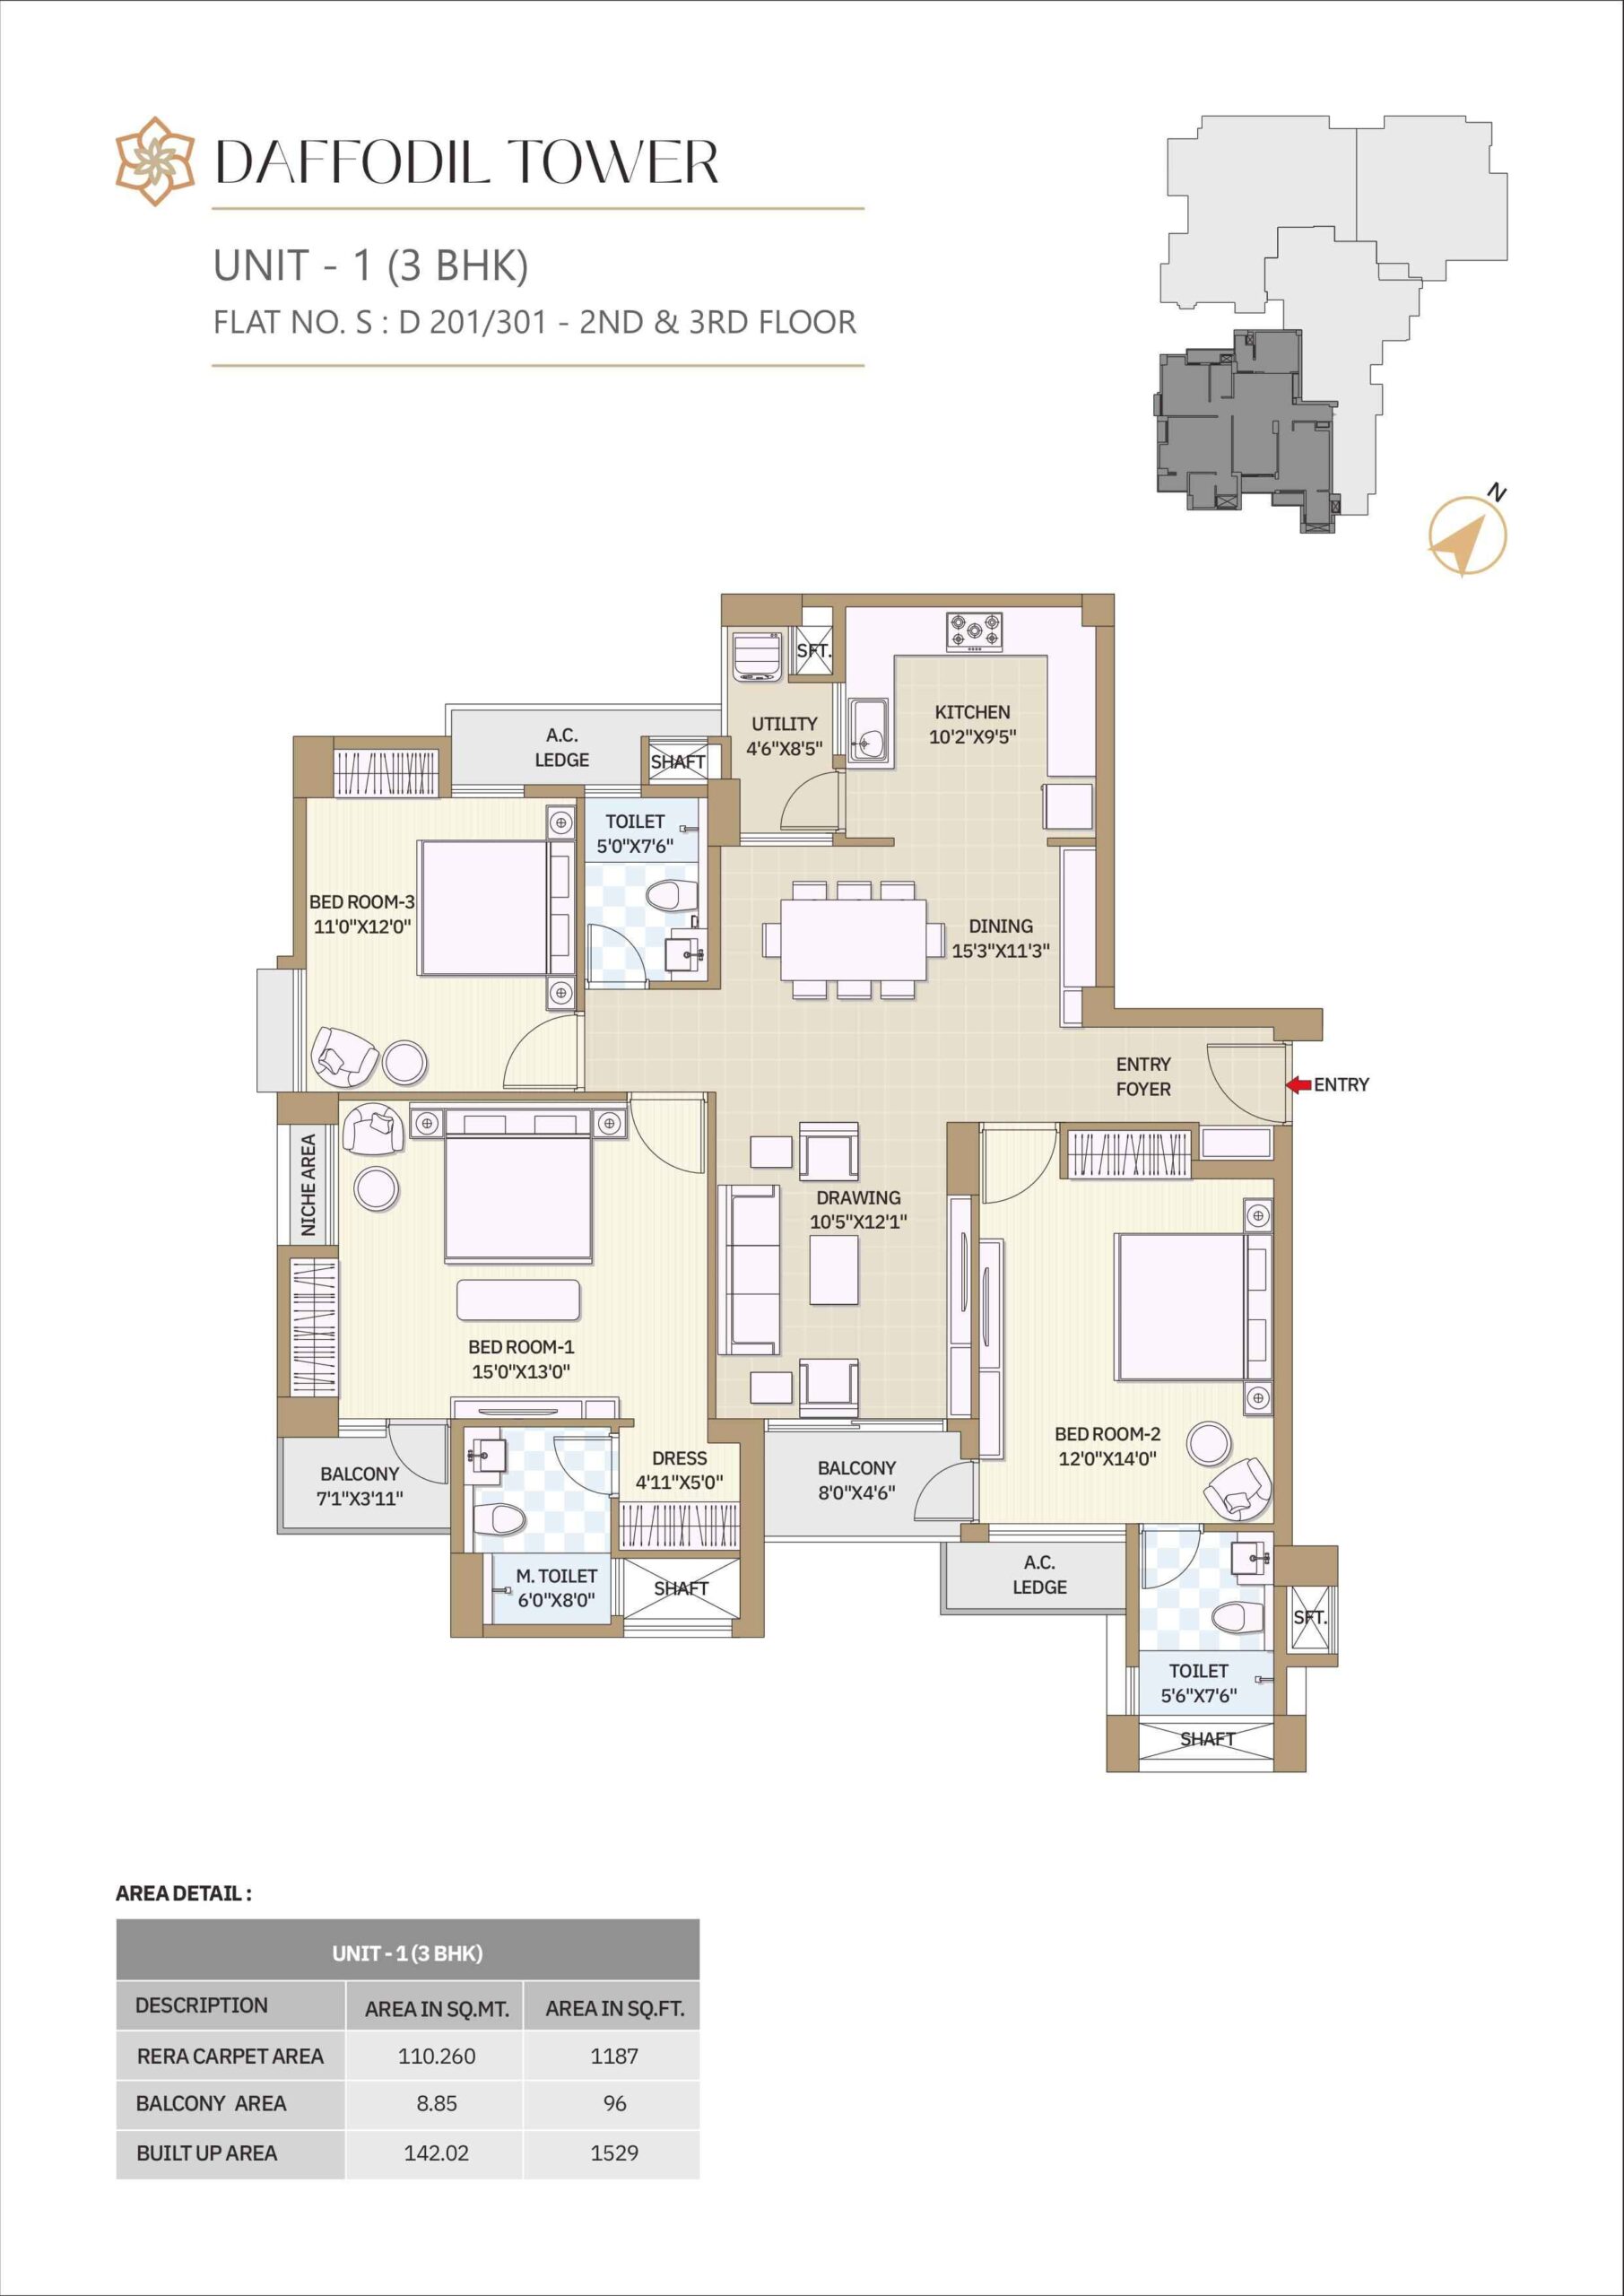 DAFFODIL TOWER
UNIT - 1 (3 BHK)
FLAT NO. S : D 201/301 - 2ND & 3RD FLOOR
N
SFT.
KITCHEN
10'2"X9'5"
UTILITY
4'6"X8'5"
A.C.
LEDGE
SHAFT
TOILET
5'0"X7'6"
BED ROOM-3
11'0"X12'0"
DINING
15'3"X11'3"
ENTRY
FOYER
ENTRY
NICHE AREA
DRAWING
10'5"X12'1"
BED ROOM-1
15'0"X13'0"
BED ROOM-2
12'0"X14'0"
DRESS
4'11"X5'0"
BALCONY
7'1"X3'11"
BALCONY
8'0"X4'6"
M. TOILET
6'0"X8'0"
SHAFT
A.C.
LEDGE
SFT.
TOILET
5'6"X7'6"
SHAFT
AREA DETAIL :
UNIT - 1 (3 BHK)
DESCRIPTION AREA IN SQ.MT. AREA IN SQ.FT.
RERA CARPET AREA 110.260 1187
BALCONY AREA 8.85 96
BUILT UP AREA 142.02 1529